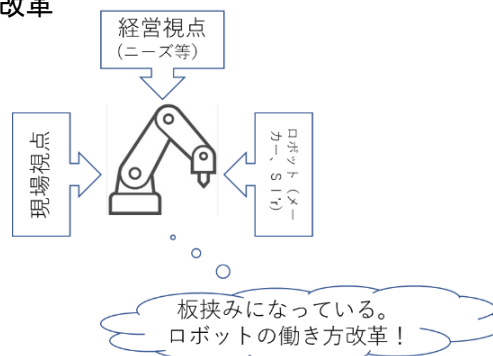 改革
経営視点
(ニーズ等)
現場視点
ロボット（メー
カー、SI'r)
板挟みになっている。
ロボットの働き方改革！